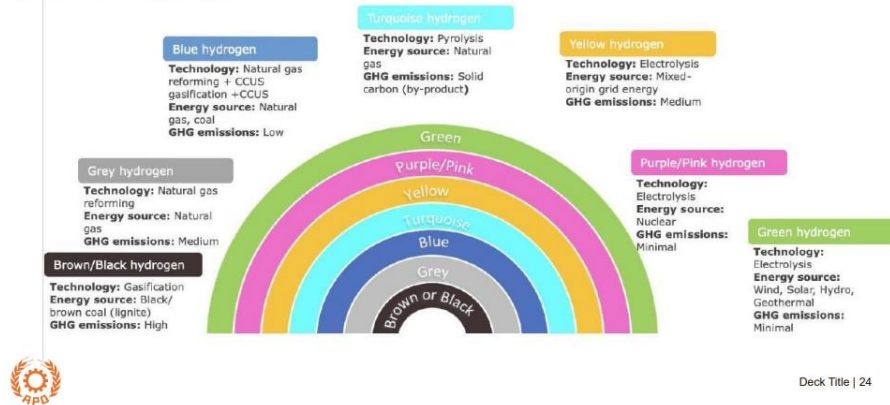 Turquoise hydrogen
Technology: Pyrolysis
Energy source: Natural
gas
GHG emissions: Solid
carbon (by-product)
Blue hydrogen
Technology: Natural gas
reforming + CCUS
gasification +CCUS
Energy source: Natural
gas, coal
GHG emissions: Low
Yellow hydrogen
Technology: Electrolysis
Energy source: Mixed-
origin grid energy
GHG emissions: Medium
Grey hydrogen
Technology: Natural gas
reforming
Energy source: Natural
gas
GHG emissions: Medium
Purple/Pink hydrogen
Technology:
Electrolysis
Energy source:
Nuclear
GHG emissions:
Minimal
Brown/Black hydrogen
Technology: Gasification
Energy source: Black/
brown coal (lignite)
GHG emissions: High
Green hydrogen
Technology:
Electrolysis
Energy source:
Wind, Solar, Hydro,
Geothermal
GHG emissions:
Minimal
Green
Purple/Pink
Yellow
Turquoise
Blue
Grey
Brown or Black
APO
Deck Title | 24